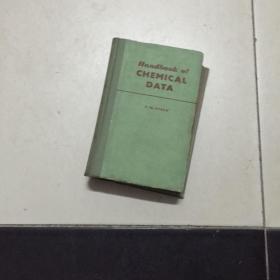 Handbook of
CHEMICAL
DATA